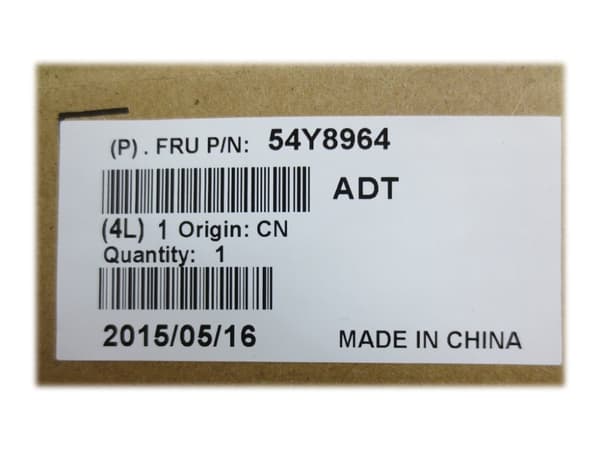 (P) . FRU P/N: 54Y8964
ADT
(4L) 1 Origin: CN
Quantity: 1
2015/05/16 MADE IN CHINA